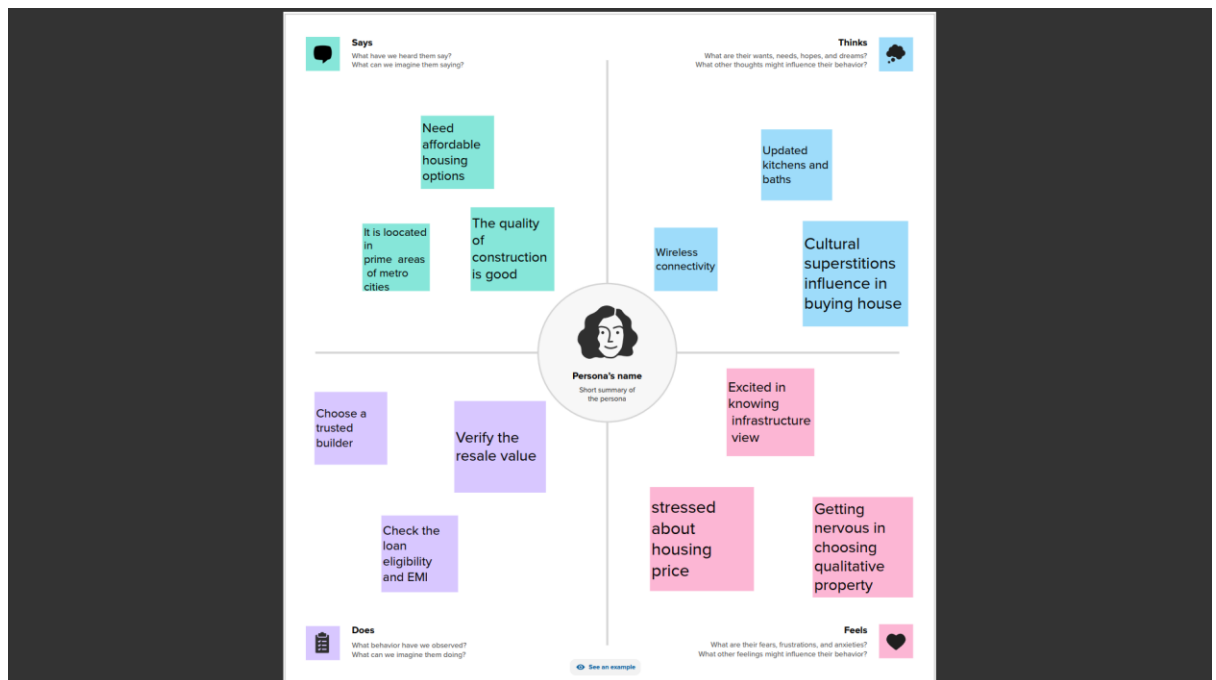 Says
What have we heard them say?
What can we imagine them saying?
Thinks
What are their wants, needs, hopes, and dreams?
What other thoughts might influence their behavior?
Need
affordable
housing
options
It is loocated
in
prime areas
of metro
cities
The quality
of
construction
is good
Updated
kitchens and
baths
Wireless
connectivity
Cultural
superstitions
influence in
buying house
Persona's name
Short summary of
the persona
Choose a
trusted
builder
Verify the
resale value
Check the
loan
eligibility
and EMI
Excited in
knowing
infrastructure
view
stressed
about
housing
price
Getting
nervous in
choosing
qualitative
property
Does
What behavior have we observed?
What can we imagine them doing?
Feels
What are their fears, frustrations, and anxieties?
What other feelings might influence their behavior?
See an example